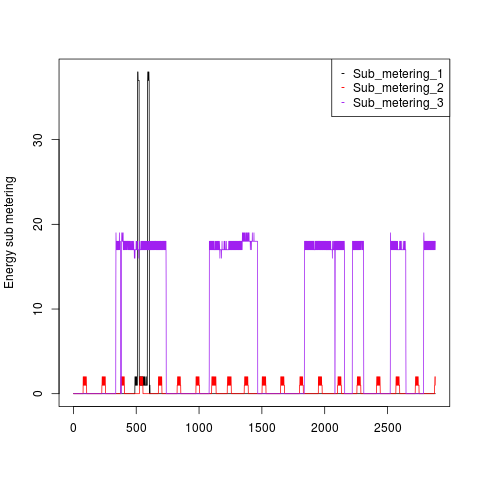 Sub_metering_1
Sub_metering_2
Sub_metering_3
Energy sub metering
30
20
10
0
0 500 1000 1500 2000 2500